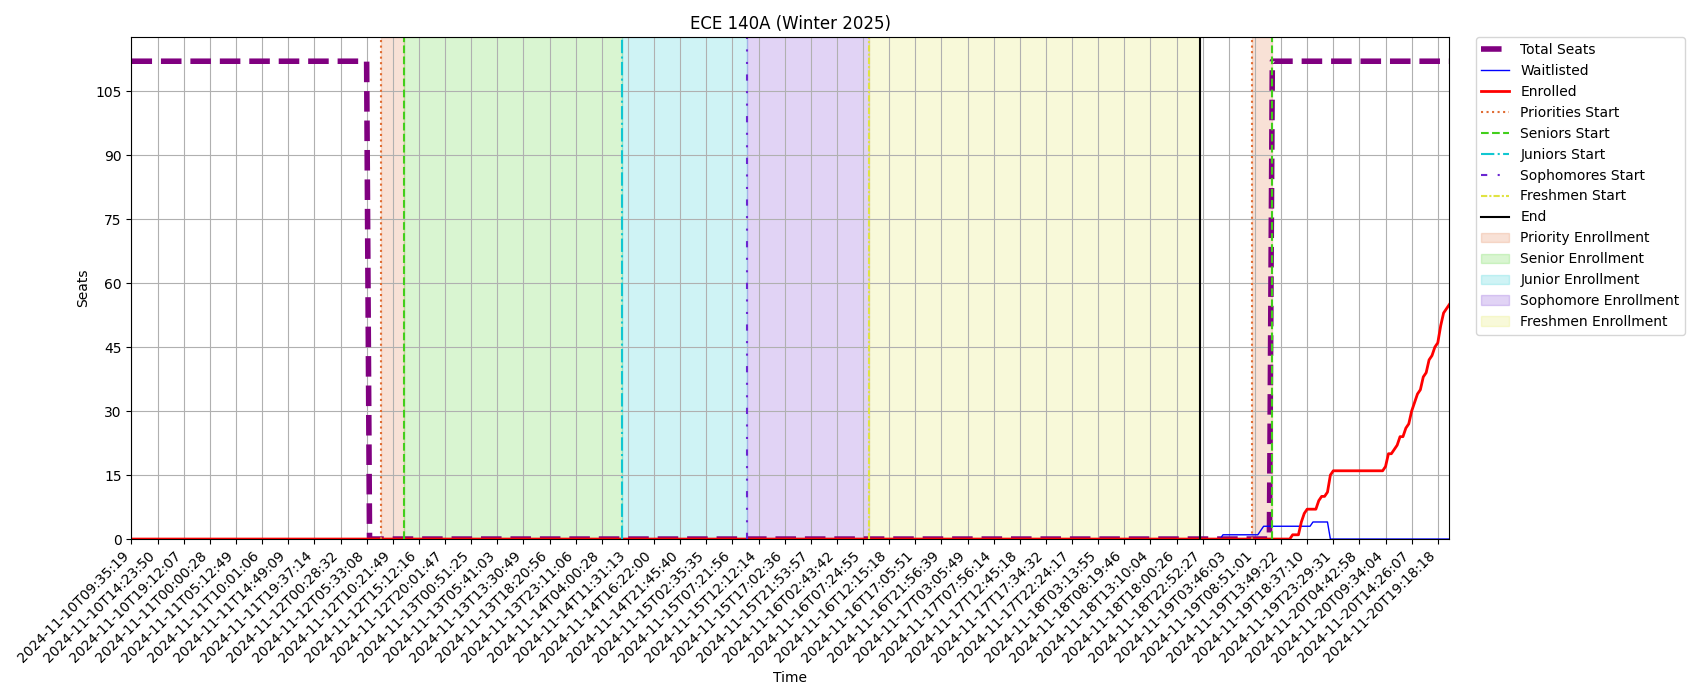 ECE 140A (Winter 2025)
Total Seats
Waitlisted
Enrolled
Priorities Start
Seniors Start
Juniors Start
Sophomores Start
Freshmen Start
End
Priority Enrollment
Senior Enrollment
Junior Enrollment
Sophomore Enrollment
Freshmen Enrollment
Seats
105
90
75
60
45
30
15
0
2024-11-10T09:35:19
2024-11-10T14:23:50
2024-11-10T19:12:07
2024-11-11T00:00:28
2024-11-11T05:12:49
2024-11-11T10:01:06
2024-11-11T14:49:09
2024-11-11T19:37:14
2024-11-12T00:28:32
2024-11-12T05:33:08
2024-11-12T10:21:49
2024-11-12T15:12:16
2024-11-12T20:01:47
2024-11-13T00:51:25
2024-11-13T05:41:03
2024-11-13T13:30:49
2024-11-13T18:20:56
2024-11-13T23:11:06
2024-11-14T04:00:28
2024-11-14T11:31:13
2024-11-14T16:22:00
2024-11-14T21:45:40
2024-11-15T02:35:35
2024-11-15T07:21:56
2024-11-15T12:12:14
2024-11-15T17:02:36
2024-11-15T21:53:57
2024-11-16T02:43:42
2024-11-16T07:24:55
2024-11-16T12:15:18
2024-11-16T17:05:51
2024-11-16T21:56:39
2024-11-17T03:05:49
2024-11-17T07:56:14
2024-11-17T12:45:18
2024-11-17T17:34:32
2024-11-17T22:24:17
2024-11-18T03:13:55
2024-11-18T08:19:46
2024-11-18T13:10:04
2024-11-18T18:00:26
2024-11-18T22:52:27
2024-11-19T03:46:03
2024-11-19T08:51:01
2024-11-19T13:49:22
2024-11-19T18:37:10
2024-11-19T23:29:31
2024-11-20T04:42:58
2024-11-20T09:34:04
2024-11-20T14:26:07
2024-11-20T19:18:18
Time